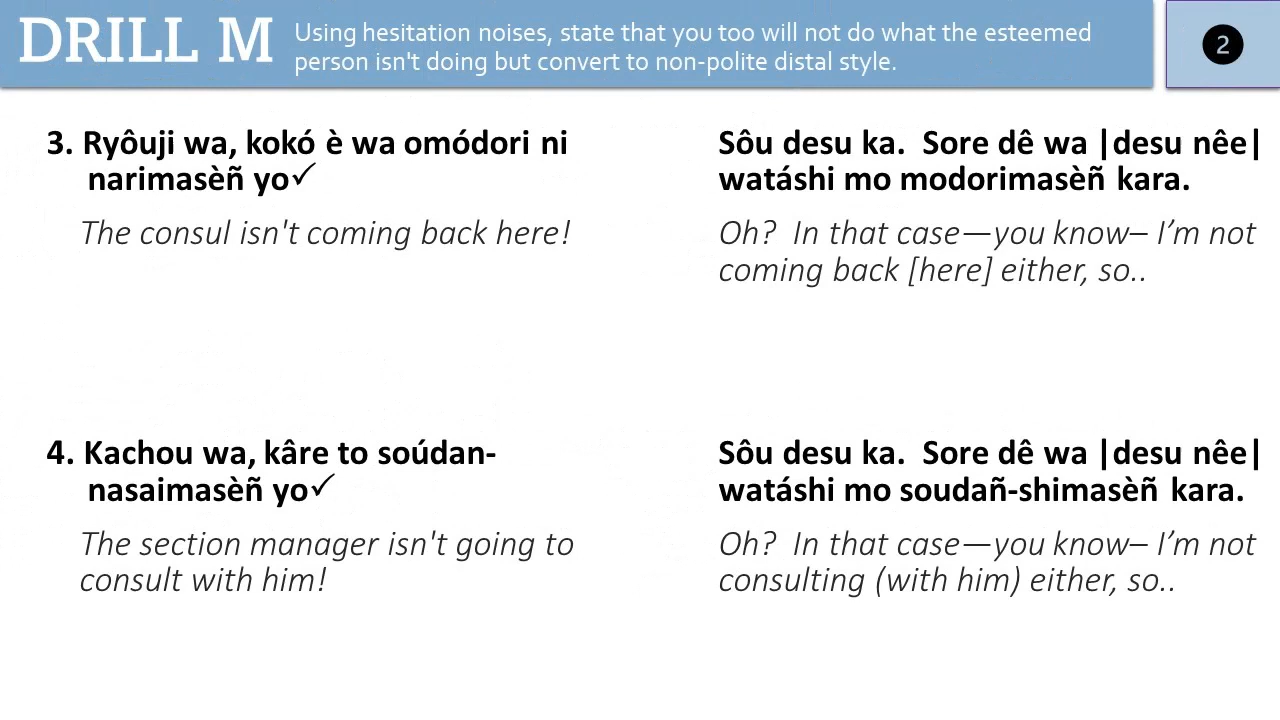 DRILL M
Using hesitation noises, state that you too will not do what the esteemed
person isn't doing but convert to non-polite distal style.
2
3. Ryôuji wa, kokó è wa omódori ni
narimasèñ yo✓
The consul isn't coming back here!
Sôu desu ka. Sore dê wa |desu nêe|
watáshi mo modorimasèñ kara.
Oh? In that case—you know– I’m not
coming back [here] either, so..
4. Kachou wa, kâre to soúdan-
nasaimasèñ yo✓
The section manager isn't going to
consult with him!
Sôu desu ka. Sore dê wa |desu nêe|
watáshi mo soudañ-shimasèñ kara.
Oh? In that case—you know– I’m not
consulting (with him) either, so..